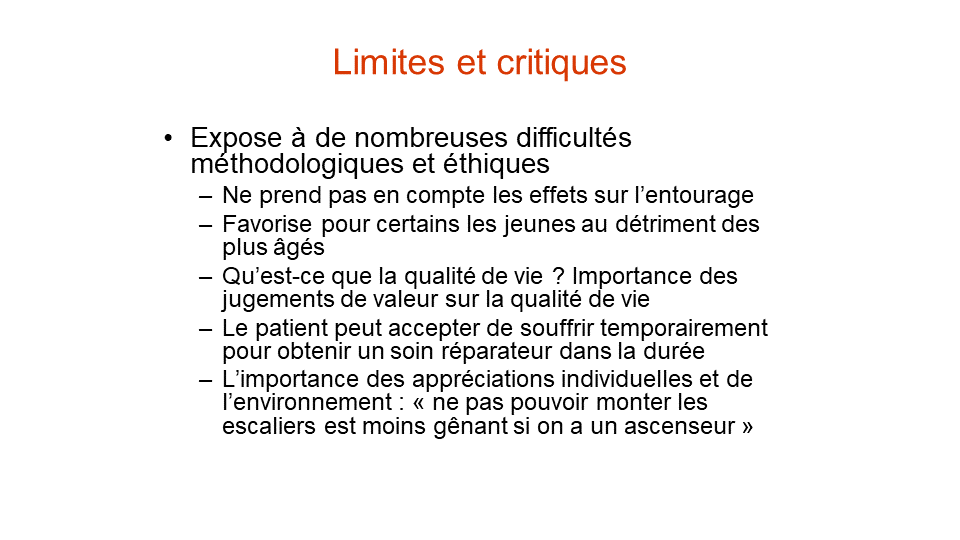 Limites et critiques
• Expose à de nombreuses difficultés
méthodologiques et éthiques
– Ne prend pas en compte les effets sur l’entourage
– Favorise pour certains les jeunes au détriment des
plus âgés
– Qu’est-ce que la qualité de vie ? Importance des
jugements de valeur sur la qualité de vie
– Le patient peut accepter de souffrir temporairement
pour obtenir un soin réparateur dans la durée
– L’importance des appréciations individuelles et de
l’environnement : « ne pas pouvoir monter les
escaliers est moins gênant si on a un ascenseur »